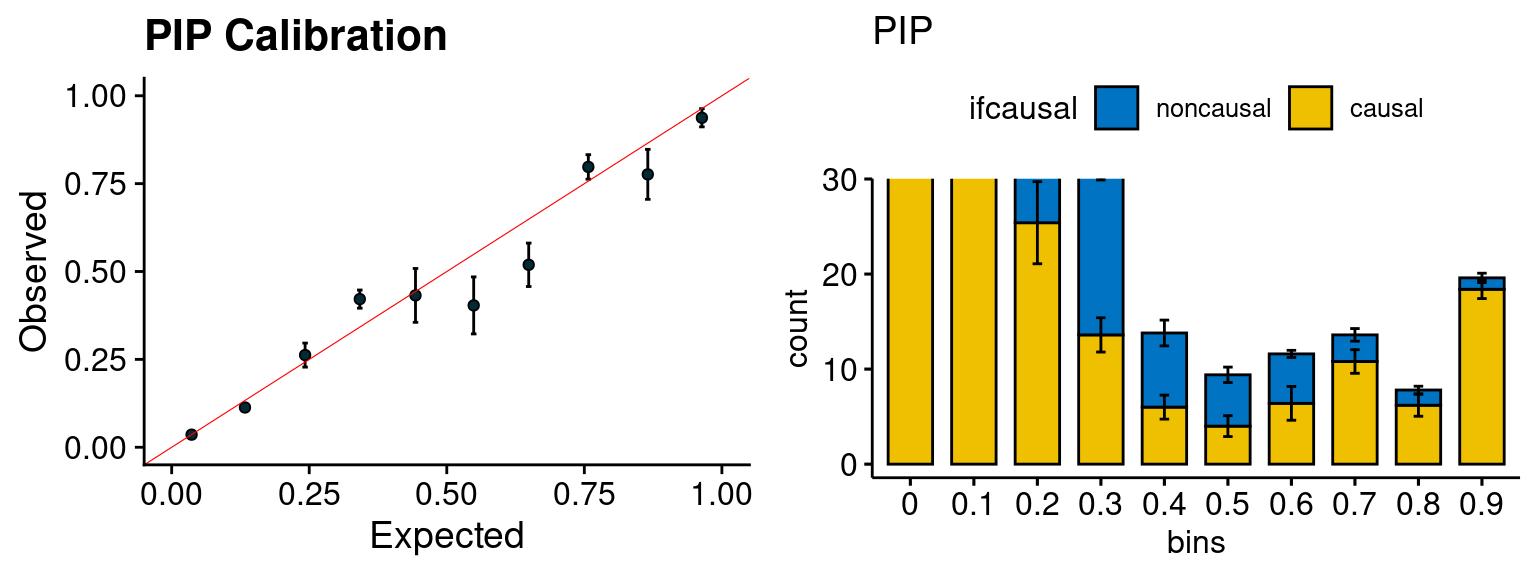 PIP Calibration
Observed
1.00
0.75
0.50
0.25
0.00
0.00 0.25 0.50 0.75 1.00
Expected
PIP
ifcausal noncausal causal
count
30
20
10
0
0 0.1 0.2 0.3 0.4 0.5 0.6 0.7 0.8 0.9
bins